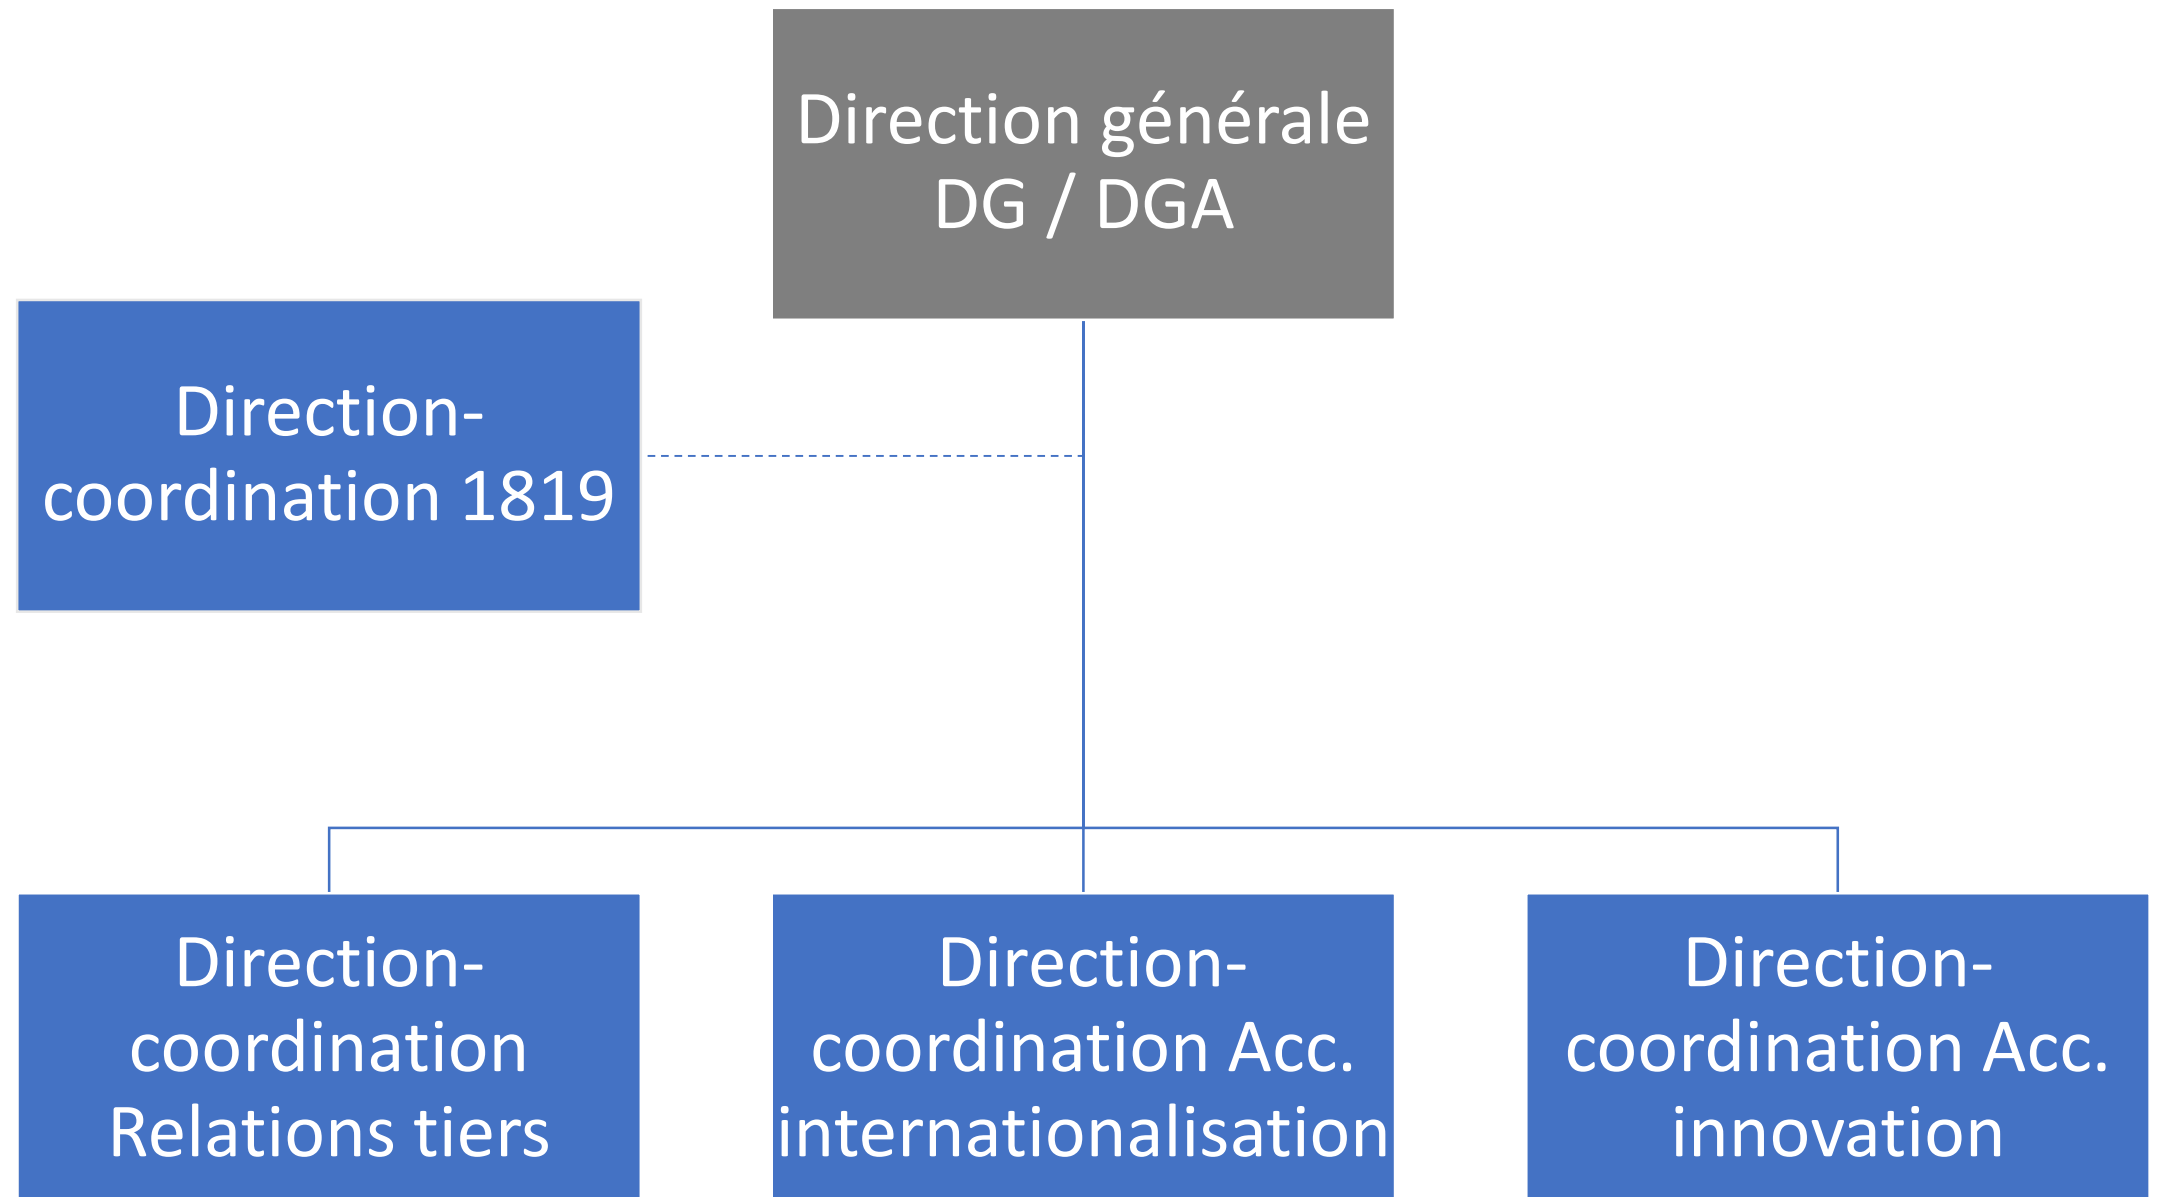 Direction générale
DG / DGA
Direction-
coordination 1819
Direction-
coordination
Relations tiers
Direction-
coordination Acc.
internationalisation
Direction-
coordination Acc.
innovation